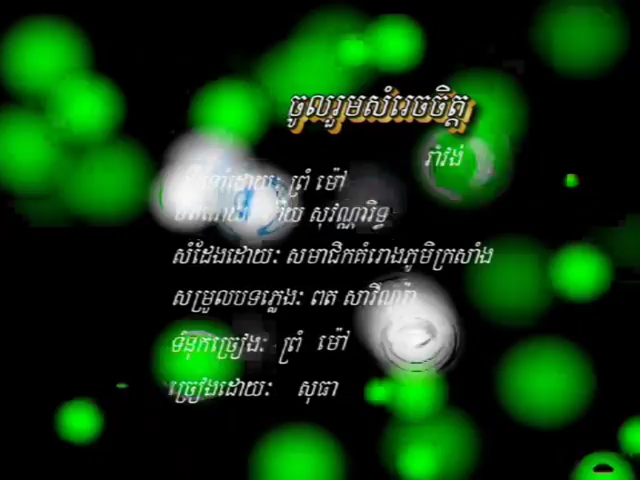 ចូលរួមសំរេចចិត្ត
រាំវង់
ព្រំ ម៉ៅ
សុវណ្ណារិទ្ធ
សំដែងដោយៈ សមាជិកគំរោងភូមិក្រសាំង
សម្រួលបទភ្លេងៈ ពត សារីណារ៉ា
ទំនុកច្រៀងៈ ព្រំ ម៉ៅ
ច្រៀងដោយៈ សុធា